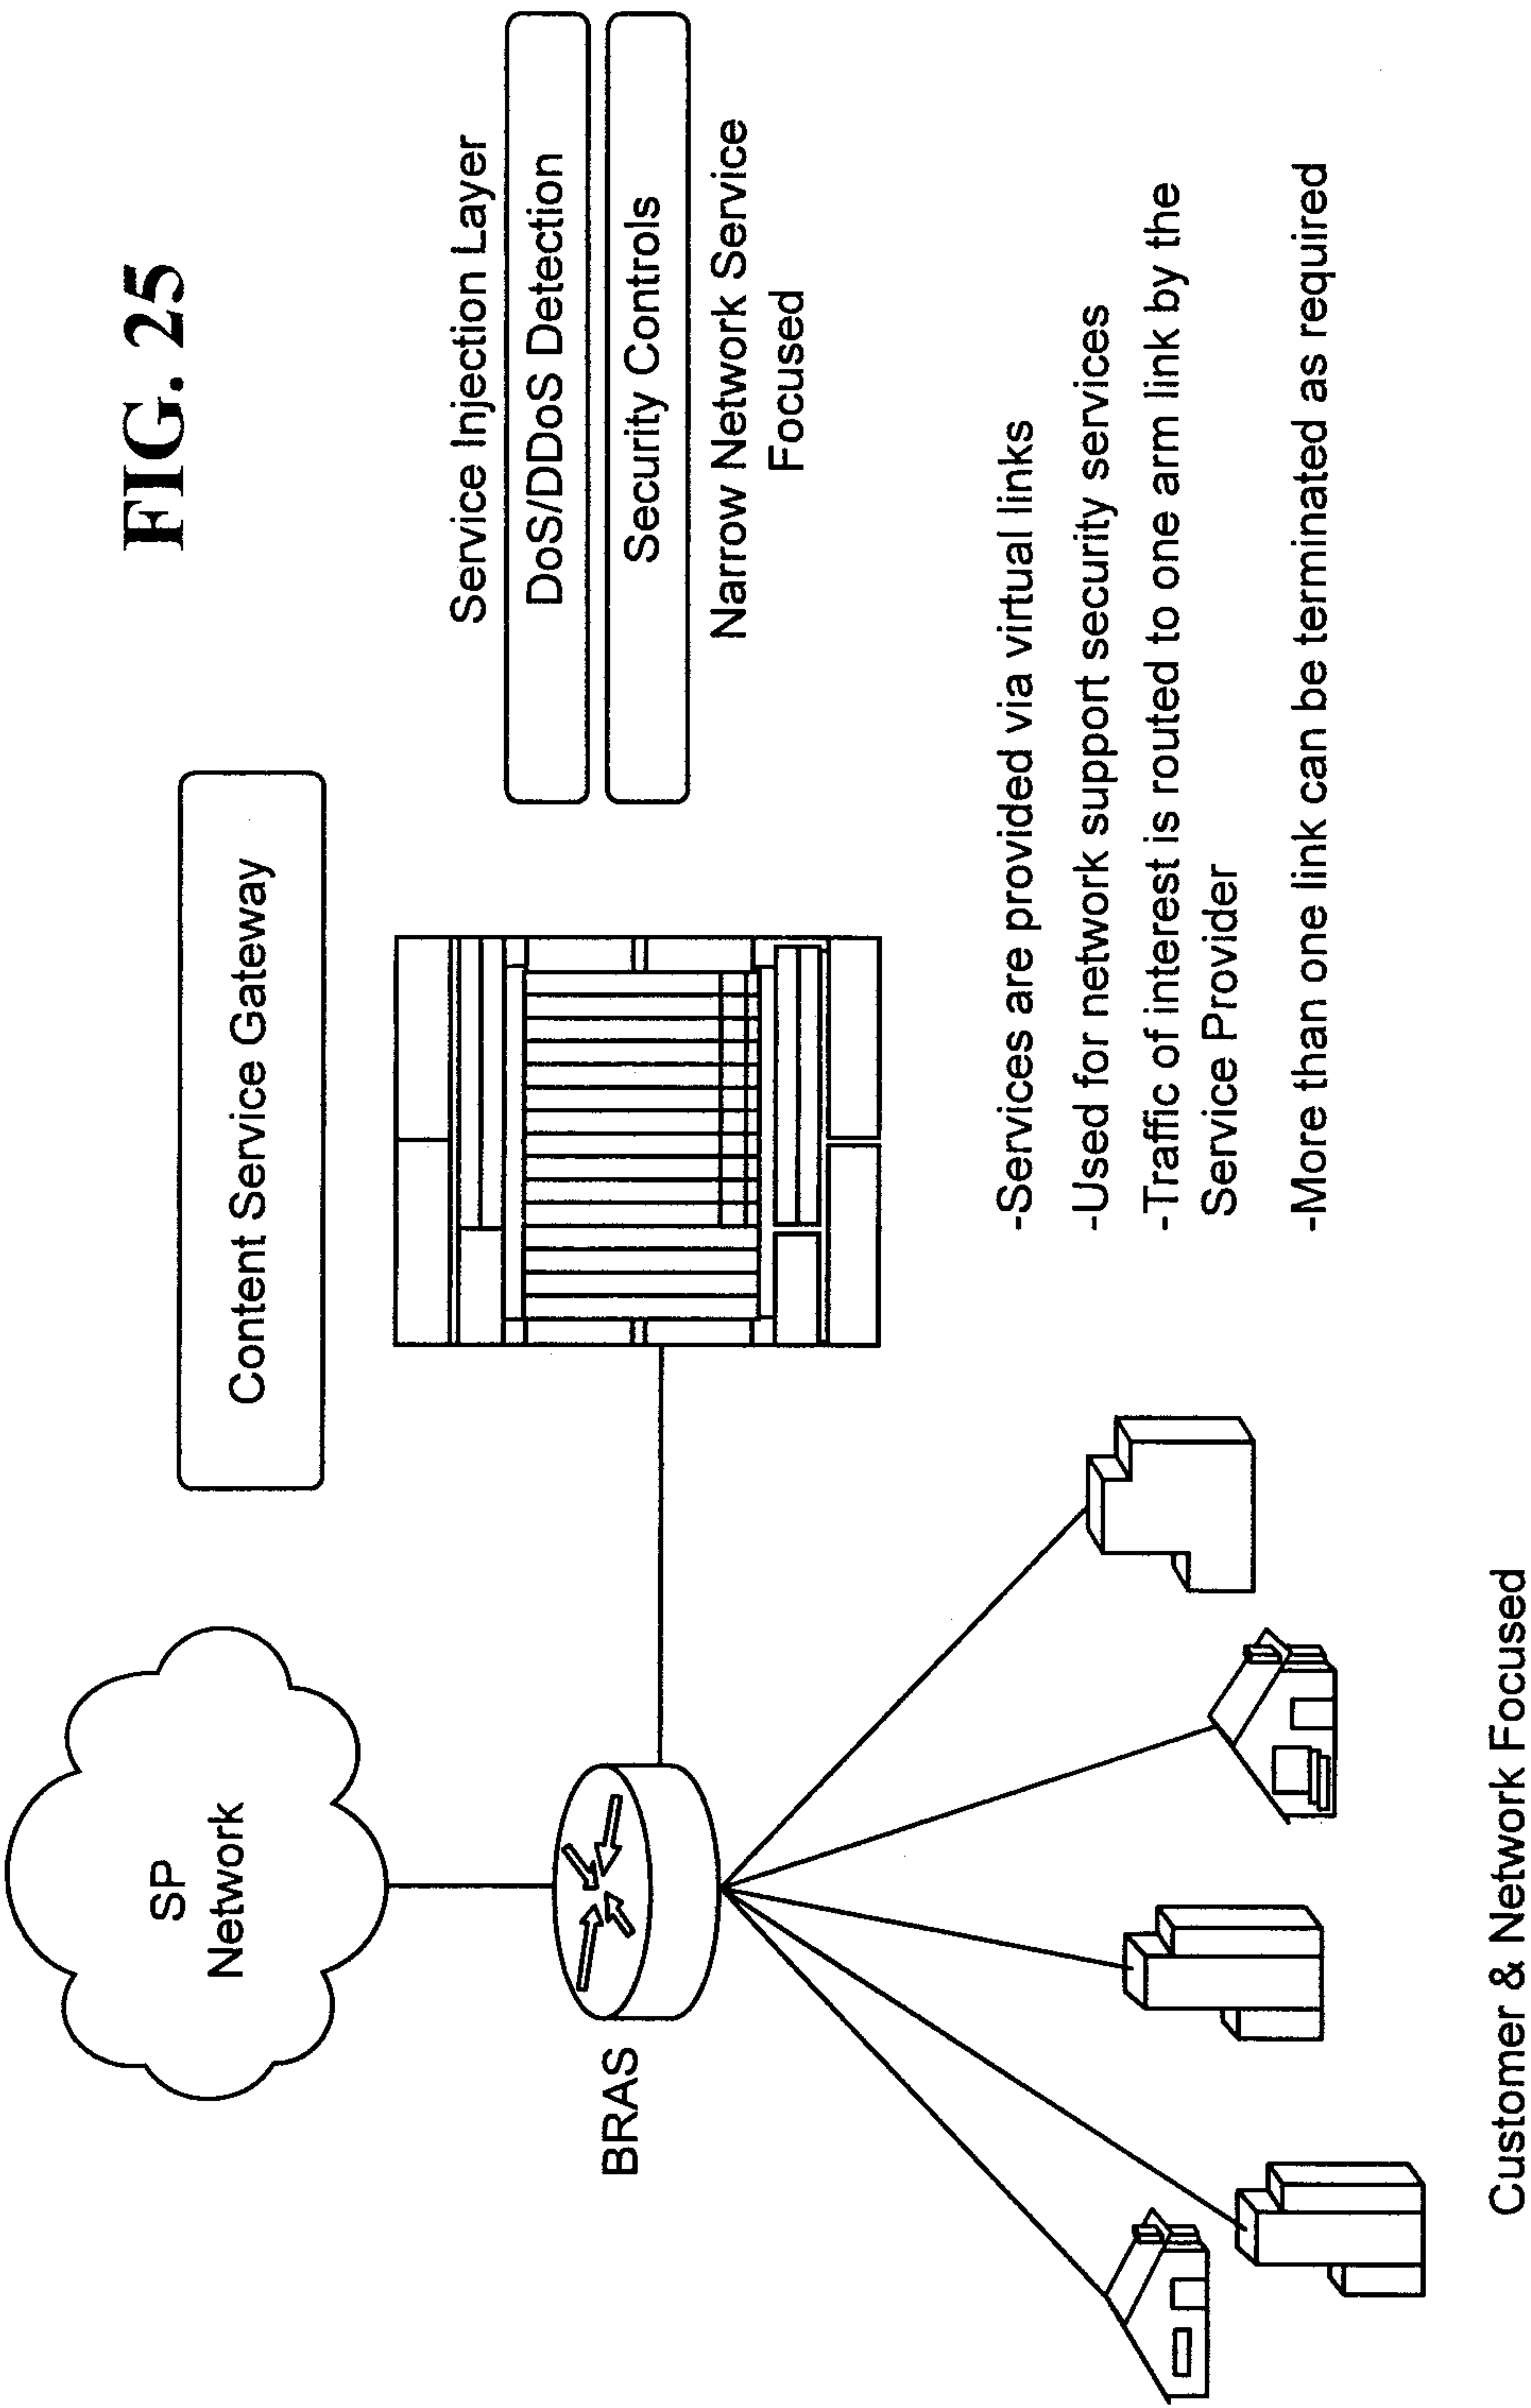 FIG. 25
SP
Network
Content Service Gateway
Service Injection Layer
DoS/DDoS Detection
Security Controls
Narrow Network Service
Focused
BRAS
-Services are provided via virtual links
-Used for network support security services
-Traffic of interest is routed to one arm link by the
Service Provider
-More than one link can be terminated as required
Customer & Network Focused